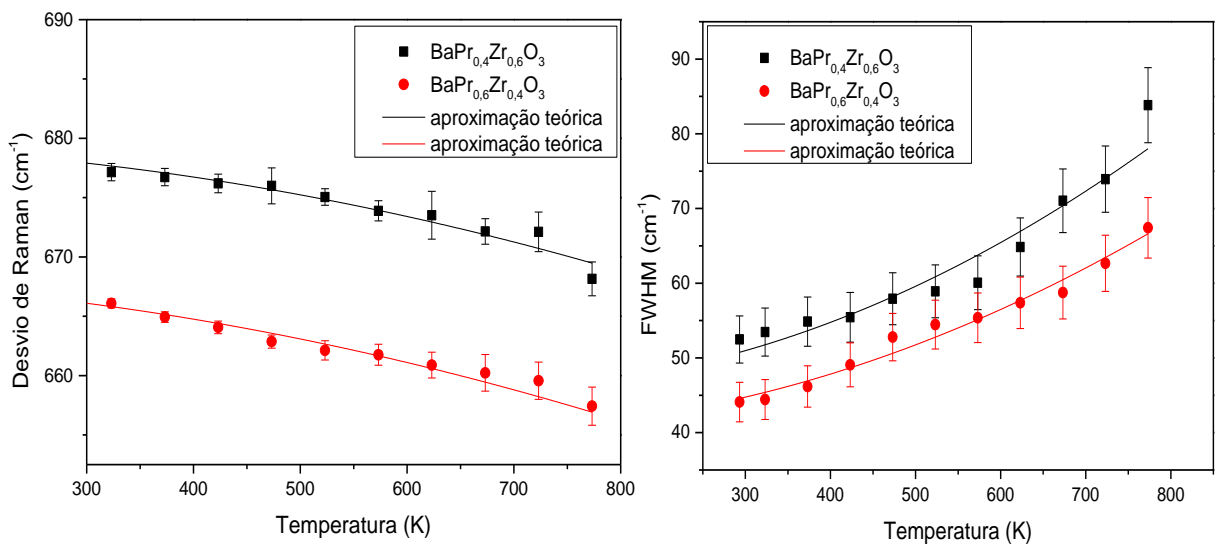 690
680
670
660
Desvio de Raman (cm⁻¹)
BaPr₀,₄Zr₀,₆O₃
BaPr₀,₆Zr₀,₄O₃
aproximação teórica
aproximação teórica
300 400 500 600 700 800
Temperatura (K)
90
80
70
60
50
40
FWHM (cm⁻¹)
BaPr₀,₄Zr₀,₆O₃
BaPr₀,₆Zr₀,₄O₃
aproximação teórica
aproximação teórica
300 400 500 600 700 800
Temperatura (K)